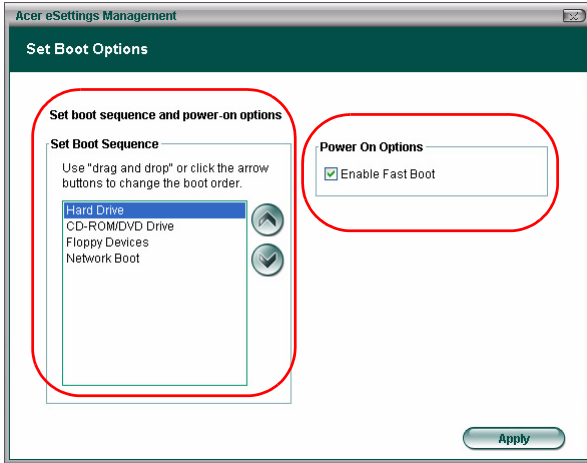 Acer eSettings Management
Set Boot Options
Set boot sequence and power-on options
Set Boot Sequence
Use "drag and drop" or click the arrow
buttons to change the boot order.
Hard Drive
CD-ROM/DVD Drive
Floppy Devices
Network Boot
Power On Options
Enable Fast Boot
Apply